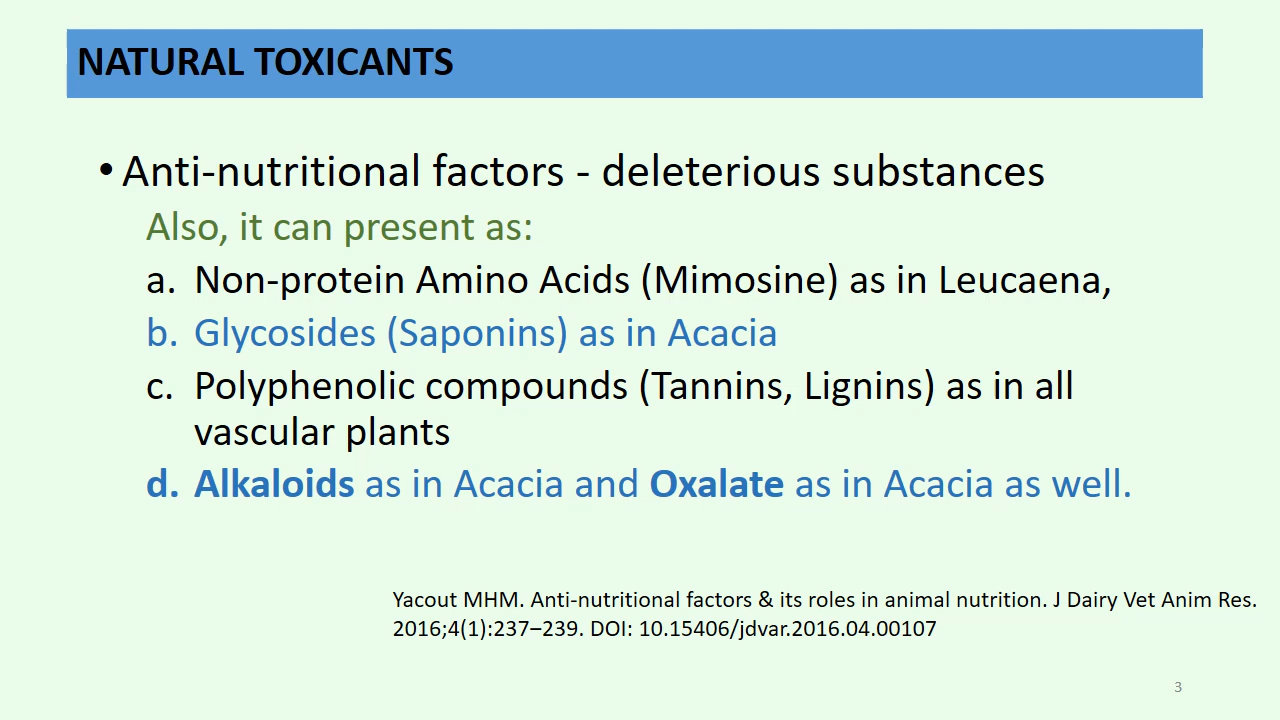 NATURAL TOXICANTS
• Anti-nutritional factors - deleterious substances
Also, it can present as:
a. Non-protein Amino Acids (Mimosine) as in Leucaena,
b. Glycosides (Saponins) as in Acacia
c. Polyphenolic compounds (Tannins, Lignins) as in all
vascular plants
d. Alkaloids as in Acacia and Oxalate as in Acacia as well.
Yacout MHM. Anti-nutritional factors & its roles in animal nutrition. J Dairy Vet Anim Res.
2016;4(1):237‒239. DOI: 10.15406/jdvar.2016.04.00107
3